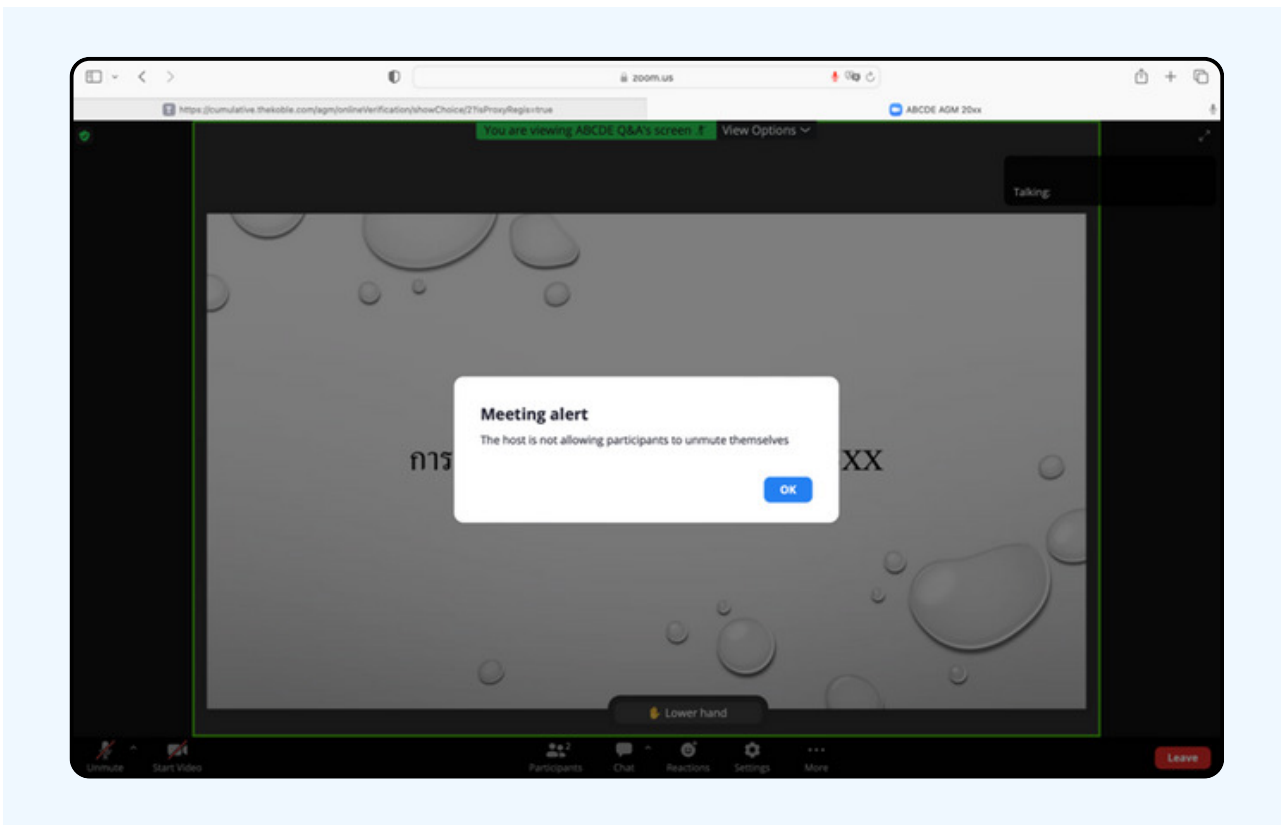 zoom.us
https://cumulative.thekoble.com/agm/onlineVerification/showChoice/2?isProxyRegis=true
ABCDE AGM 20xx
You are viewing ABCDE Q&A's screen
View Options
Talking:
Meeting alert
The host is not allowing participants to unmute themselves
การ
XX
OK
Lower hand
Unmute
Start Video
2
Participants
Chat
Reactions
Settings
More
Leave